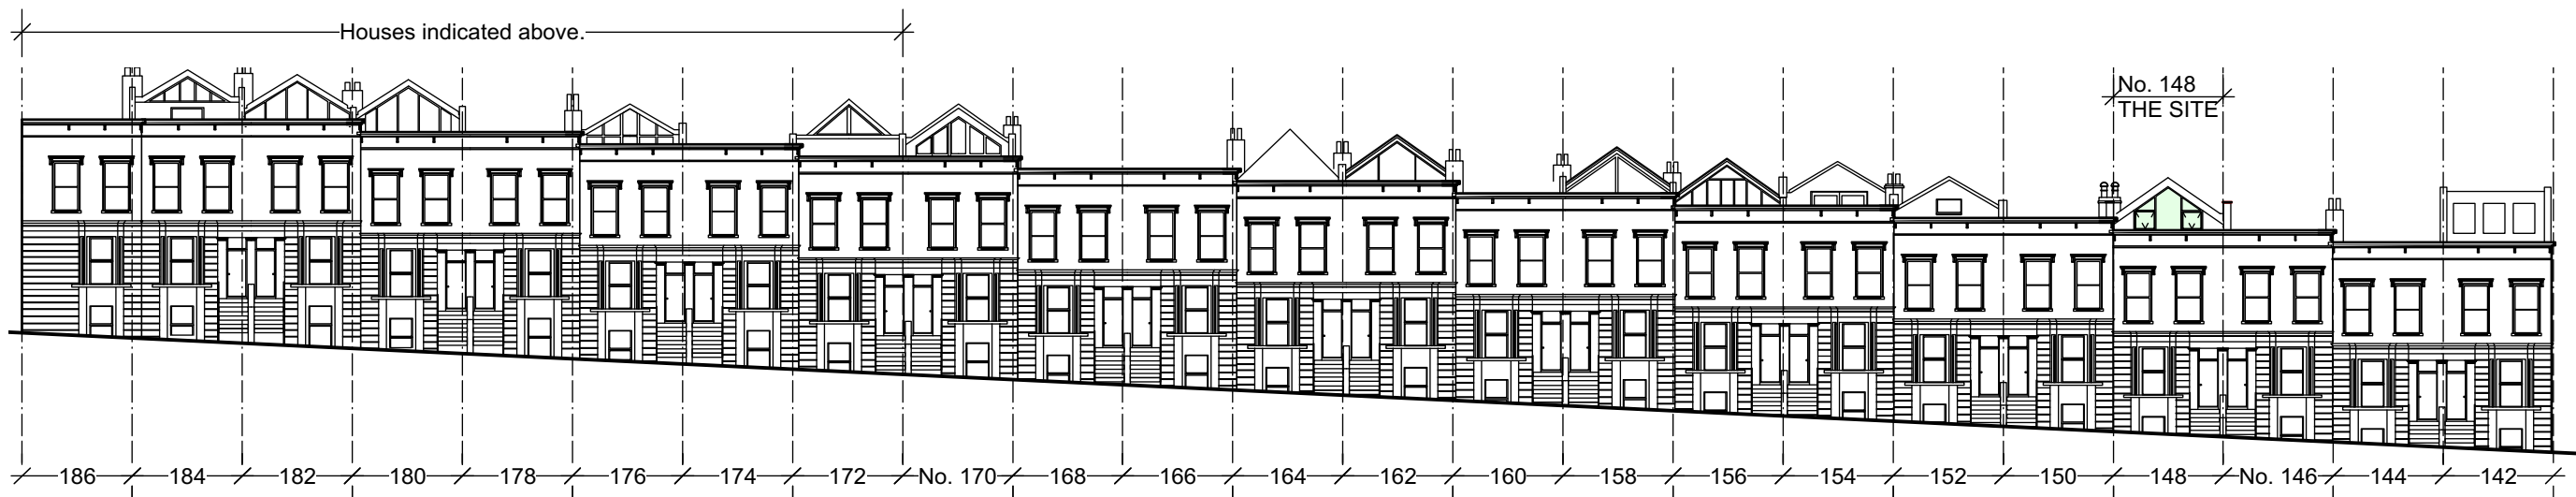 Houses indicated above.
No. 148
THE SITE
186 184 182 180 178 176 174 172 No. 170 168 166 164 162 160 158 156 154 152 150 148 No. 146 144 142